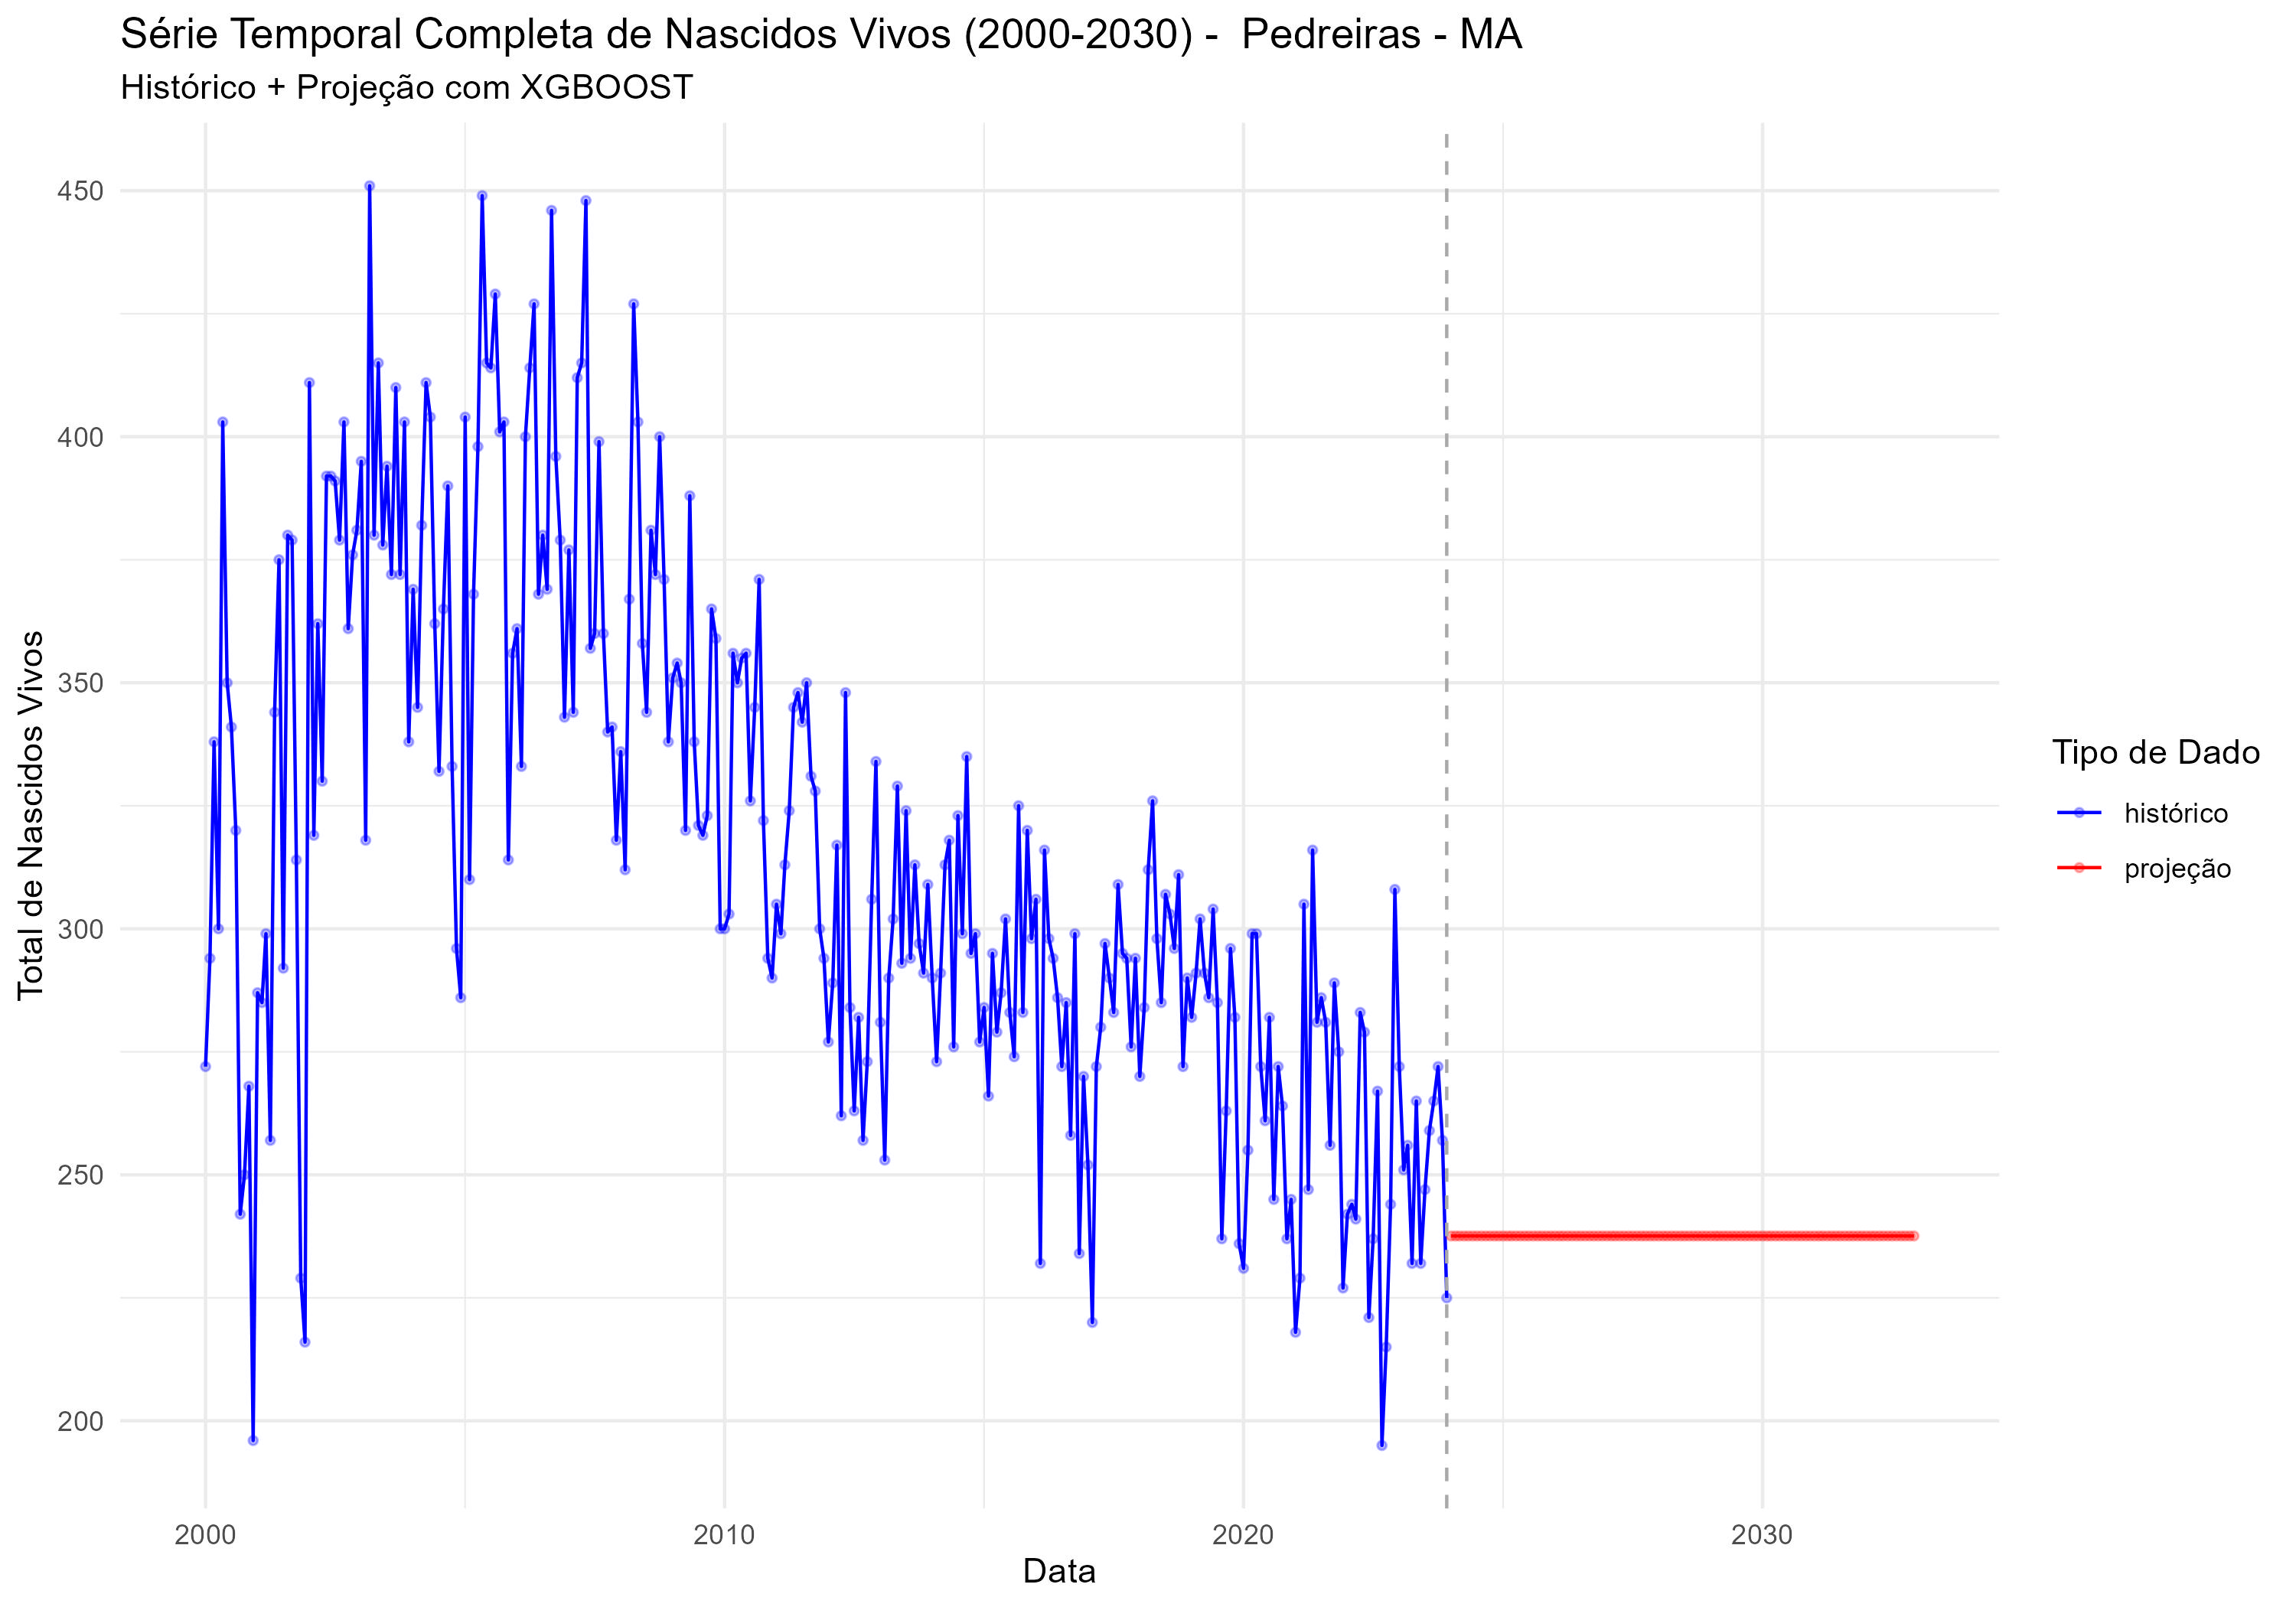 Série Temporal Completa de Nascidos Vivos (2000-2030) -  Pedreiras - MA
Histórico + Projeção com XGBOOST
Total de Nascidos Vivos
450
400
350
300
250
200
2000
2010
2020
2030
Data
Tipo de Dado
histórico
projeção